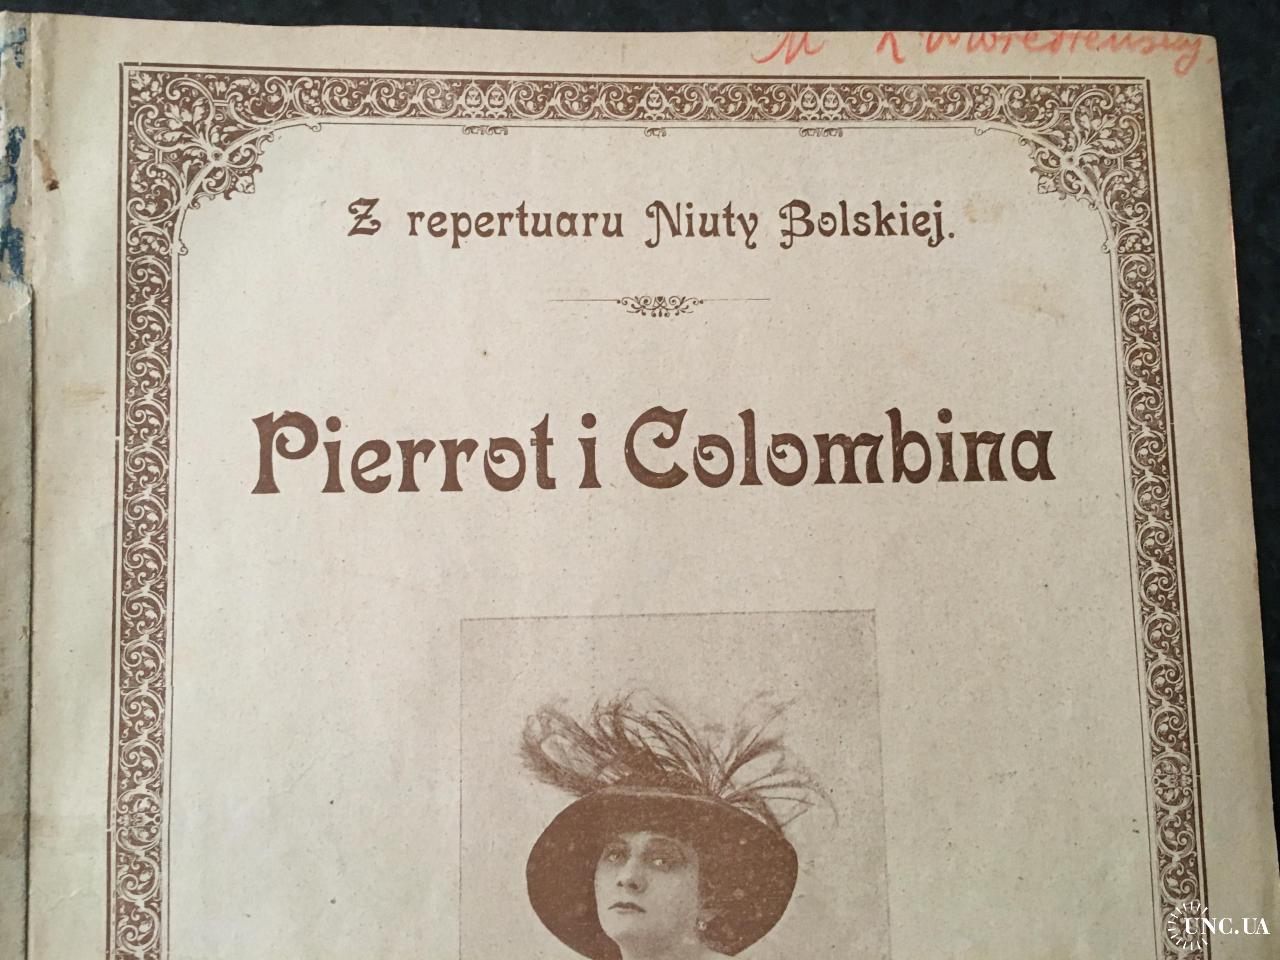 Z repertuaru Niuty Bolskiej.
Pierrot i Colombina
UNC.UA